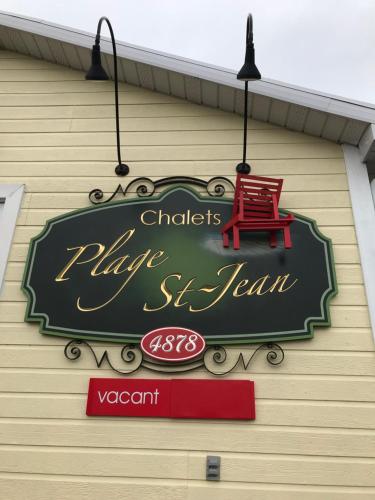 Chalets
Plage
St-Jean
4878
vacant